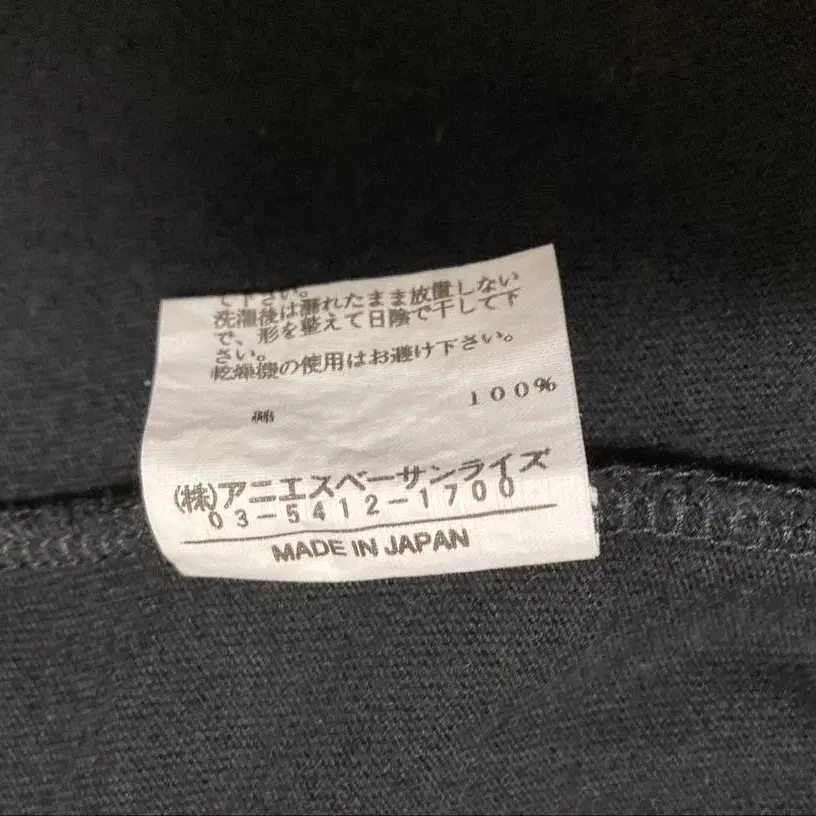 て下さい。
洗濯後は濡れたまま放置しない
で、形を整えて日陰で干して下
さい。
乾燥機の使用はお避け下さい。
100%
(株)アニエスベーサンライズ
03-5412-1700
MADE IN JAPAN